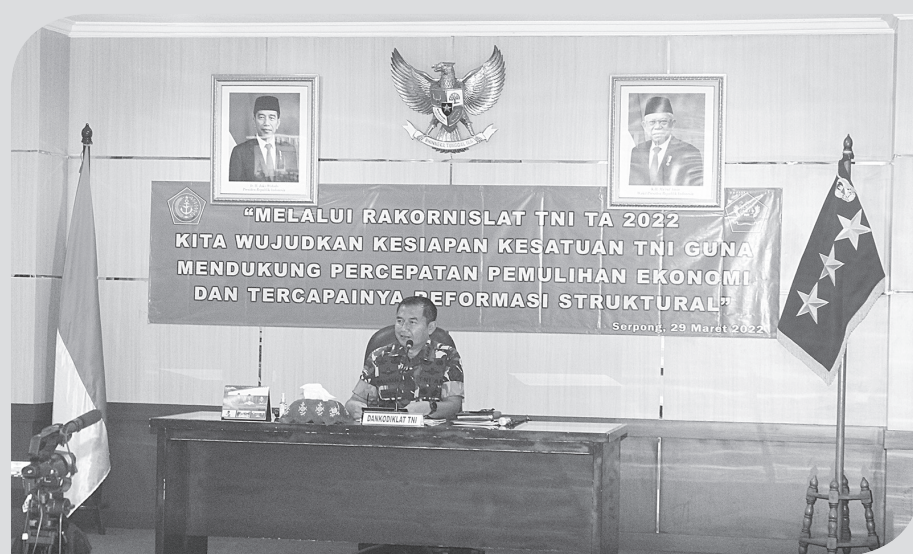 “MELALUI RAKORNISLAT TNI TA 2022
KITA WUJUDKAN KESIAPAN KESATUAN TNI GUNA
MENDUKUNG PERCEPATAN PEMULIHAN EKONOMI
DAN TERCAPAINYA REFORMASI STRUKTURAL”
Serpong, 29 Maret 2022
DANKODIKLAT TNI